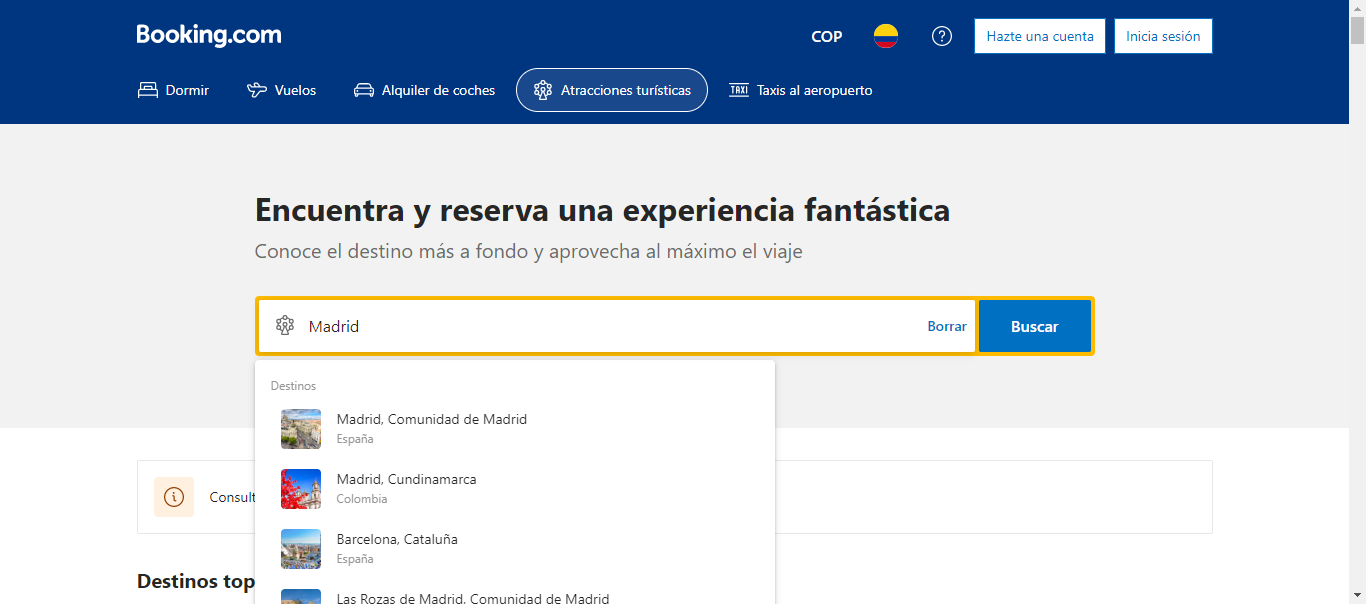 Booking.com
COP
Hazte una cuenta
Inicia sesión
Dormir
Vuelos
Alquiler de coches
Atracciones turísticas
TAXI
Taxis al aeropuerto
Encuentra y reserva una experiencia fantástica
Conoce el destino más a fondo y aprovecha al máximo el viaje
Madrid
Borrar
Buscar
Destinos
Madrid, Comunidad de Madrid
España
Madrid, Cundinamarca
Colombia
Consult
Barcelona, Cataluña
España
Destinos top
Las Rozas de Madrid, Comunidad de Madrid